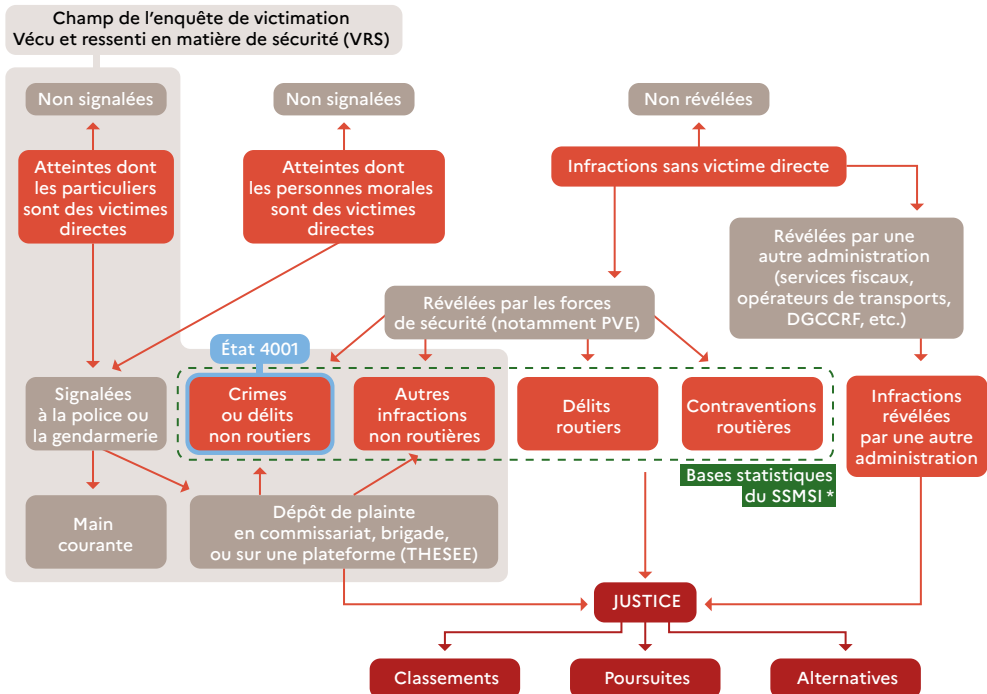 Champ de l'enquête de victimation
Vécu et ressenti en matière de sécurité (VRS)
Non signalées
Non signalées
Non révélées
Atteintes dont
les particuliers
sont des victimes
directes
Atteintes dont
les personnes morales
sont des victimes
directes
Infractions sans victime directe
Révélées par une
autre administration
(services fiscaux,
opérateurs de transports,
DGCCRF, etc.)
Révélées par les forces
de sécurité (notamment PVE)
État 4001
Signalées
à la police ou
la gendarmerie
Crimes
ou délits
non routiers
Autres
infractions
non routières
Délits
routiers
Contraventions
routières
Infractions
révélées
par une autre
administration
Bases statistiques
du SSMSI *
Main
courante
Dépôt de plainte
en commissariat, brigade,
ou sur une plateforme (THESEE)
JUSTICE
Classements
Poursuites
Alternatives